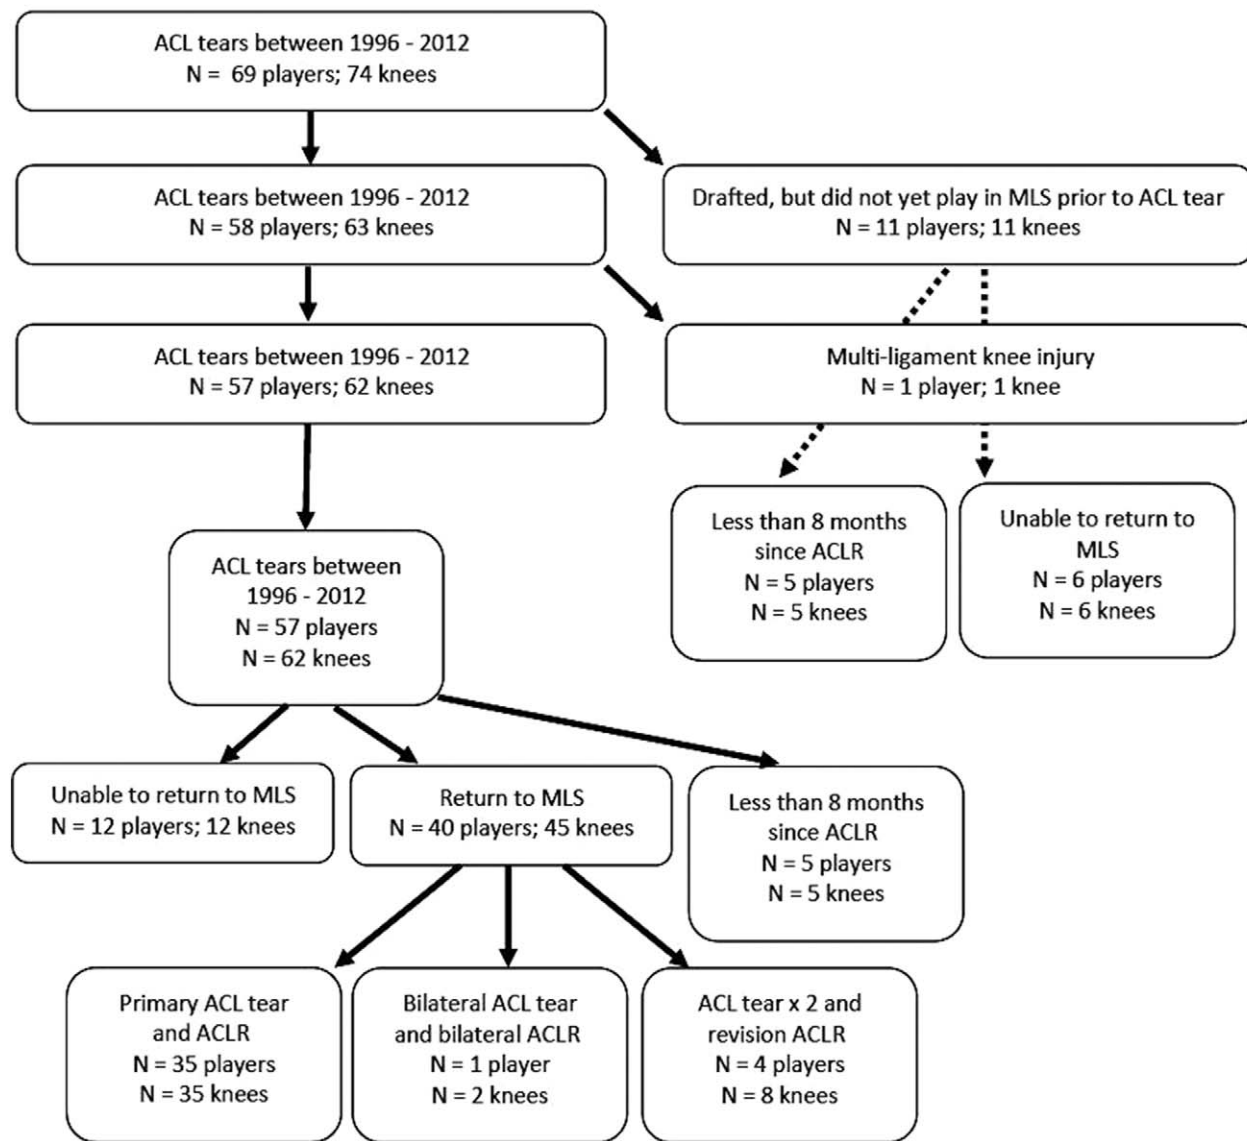 ACL tears between 1996 - 2012
N = 69 players; 74 knees
ACL tears between 1996 - 2012
N = 58 players; 63 knees
Drafted, but did not yet play in MLS prior to ACL tear
N = 11 players; 11 knees
ACL tears between 1996 - 2012
N = 57 players; 62 knees
Multi-ligament knee injury
N = 1 player; 1 knee
Less than 8 months
since ACLR
N = 5 players
N = 5 knees
Unable to return to
MLS
N = 6 players
N = 6 knees
ACL tears between
1996 - 2012
N = 57 players
N = 62 knees
Unable to return to MLS
N = 12 players; 12 knees
Return to MLS
N = 40 players; 45 knees
Less than 8 months
since ACLR
N = 5 players
N = 5 knees
Primary ACL tear
and ACLR
N = 35 players
N = 35 knees
Bilateral ACL tear
and bilateral ACLR
N = 1 player
N = 2 knees
ACL tear x 2 and
revision ACLR
N = 4 players
N = 8 knees